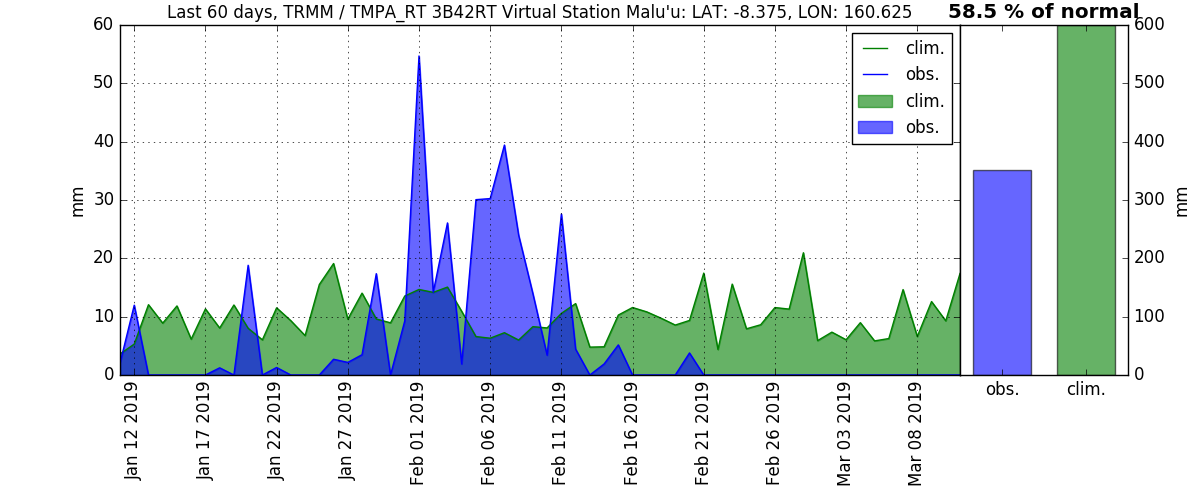 Last 60 days, TRMM / TMPA_RT 3B42RT Virtual Station Malu'u: LAT: -8.375, LON: 160.625
58.5 % of normal
60
50
40
30
20
10
0
mm
clim.
obs.
clim.
obs.
600
500
400
300
200
100
0
mm
Jan 12 2019
Jan 17 2019
Jan 22 2019
Jan 27 2019
Feb 01 2019
Feb 06 2019
Feb 11 2019
Feb 16 2019
Feb 21 2019
Feb 26 2019
Mar 03 2019
Mar 08 2019
obs.
clim.